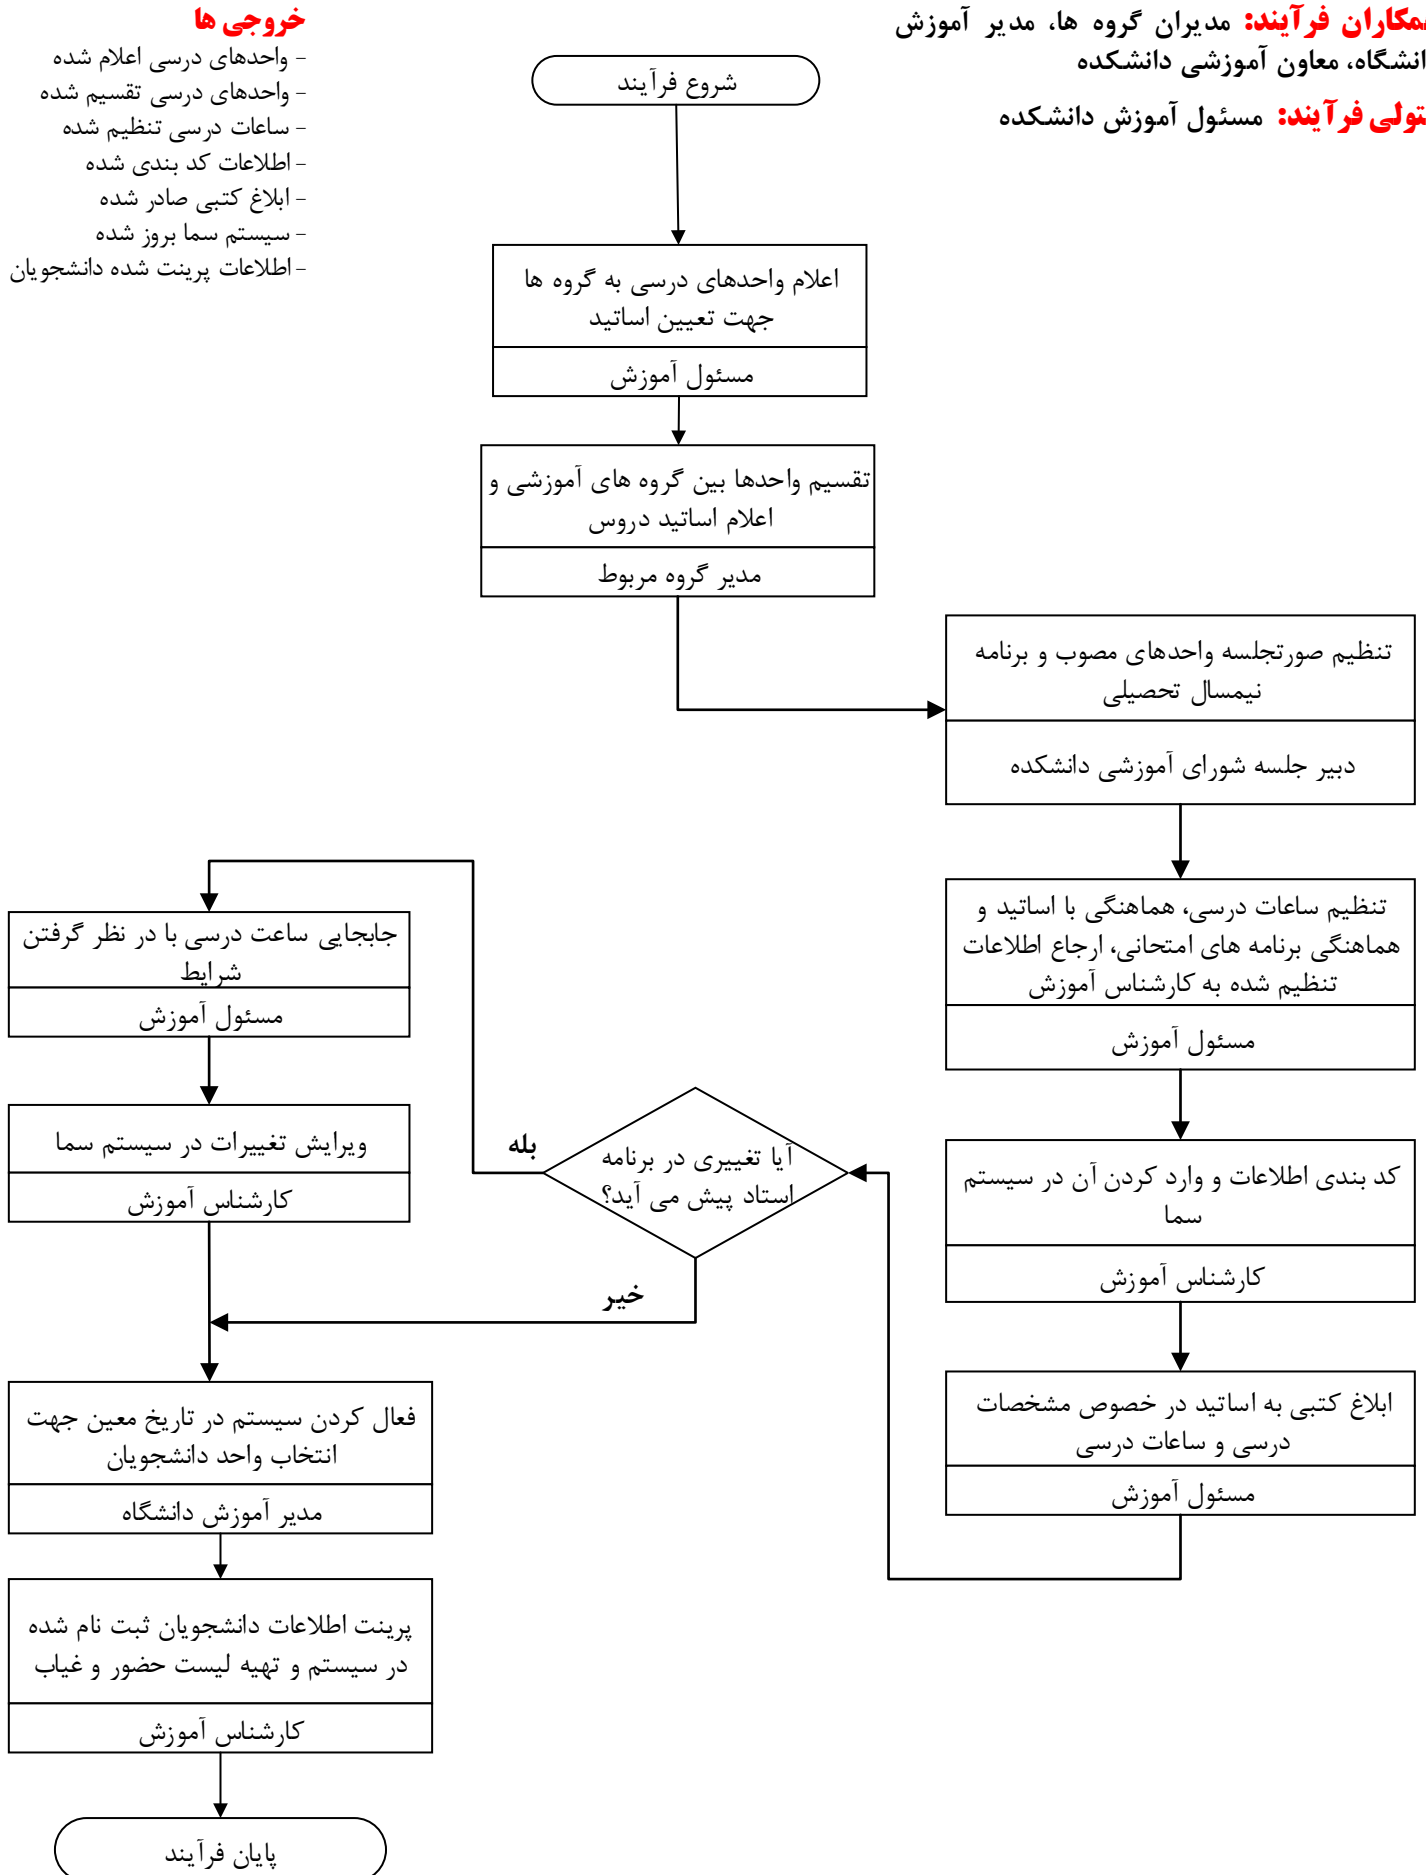 همکاران فرآیند: مدیران گروه ها، مدیر آموزش
دانشگاه، معاون آموزشی دانشکده
متولی فرآیند: مسئول آموزش دانشکده
خروجی ها
- واحدهای درسی اعلام شده
- واحدهای درسی تقسیم شده
- ساعات درسی تنظیم شده
- اطلاعات کد بندی شده
- ابلاغ کتبی صادر شده
- سیستم سما بروز شده
- اطلاعات پرینت شده دانشجویان
شروع فرآیند
اعلام واحدهای درسی به گروه ها
جهت تعیین اساتید
مسئول آموزش
تقسیم واحدها بین گروه های آموزشی و
اعلام اساتید دروس
مدیر گروه مربوط
تنظیم صورتجلسه واحدهای مصوب و برنامه
نیمسال تحصیلی
دبیر جلسه شورای آموزشی دانشکده
تنظیم ساعات درسی، هماهنگی با اساتید و
هماهنگی برنامه های امتحانی، ارجاع اطلاعات
تنظیم شده به کارشناس آموزش
مسئول آموزش
کد بندی اطلاعات و وارد کردن آن در سیستم
سما
کارشناس آموزش
ابلاغ کتبی به اساتید در خصوص مشخصات
درسی و ساعات درسی
مسئول آموزش
آیا تغییری در برنامه
استاد پیش می آید؟
بله
خیر
جابجایی ساعت درسی با در نظر گرفتن
شرایط
مسئول آموزش
ویرایش تغییرات در سیستم سما
کارشناس آموزش
فعال کردن سیستم در تاریخ معین جهت
انتخاب واحد دانشجویان
مدیر آموزش دانشگاه
پرینت اطلاعات دانشجویان ثبت نام شده
در سیستم و تهیه لیست حضور و غیاب
کارشناس آموزش
پایان فرآیند